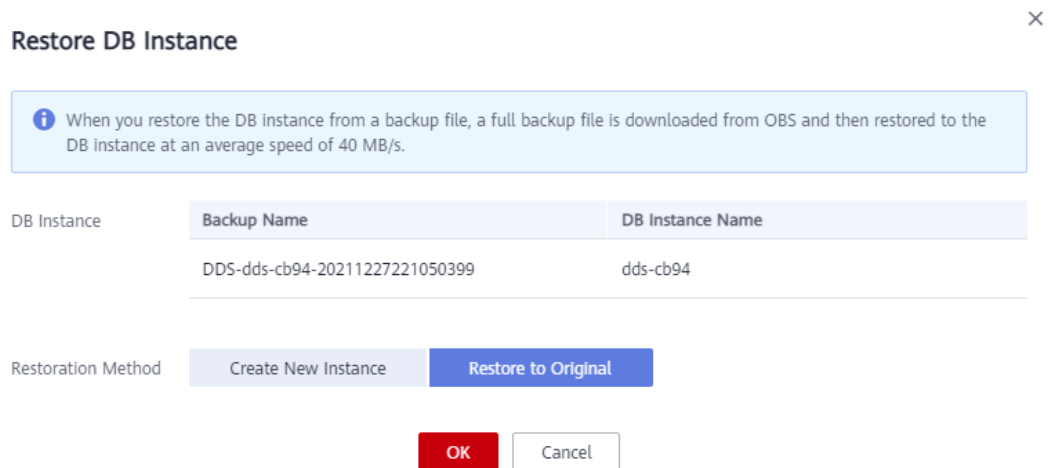 Restore DB Instance
When you restore the DB instance from a backup file, a full backup file is downloaded from OBS and then restored to the
DB instance at an average speed of 40 MB/s.
DB Instance
Backup Name
DB Instance Name
DDS-dds-cb94-20211227221050399
dds-cb94
Restoration Method
Create New Instance
Restore to Original
OK
Cancel